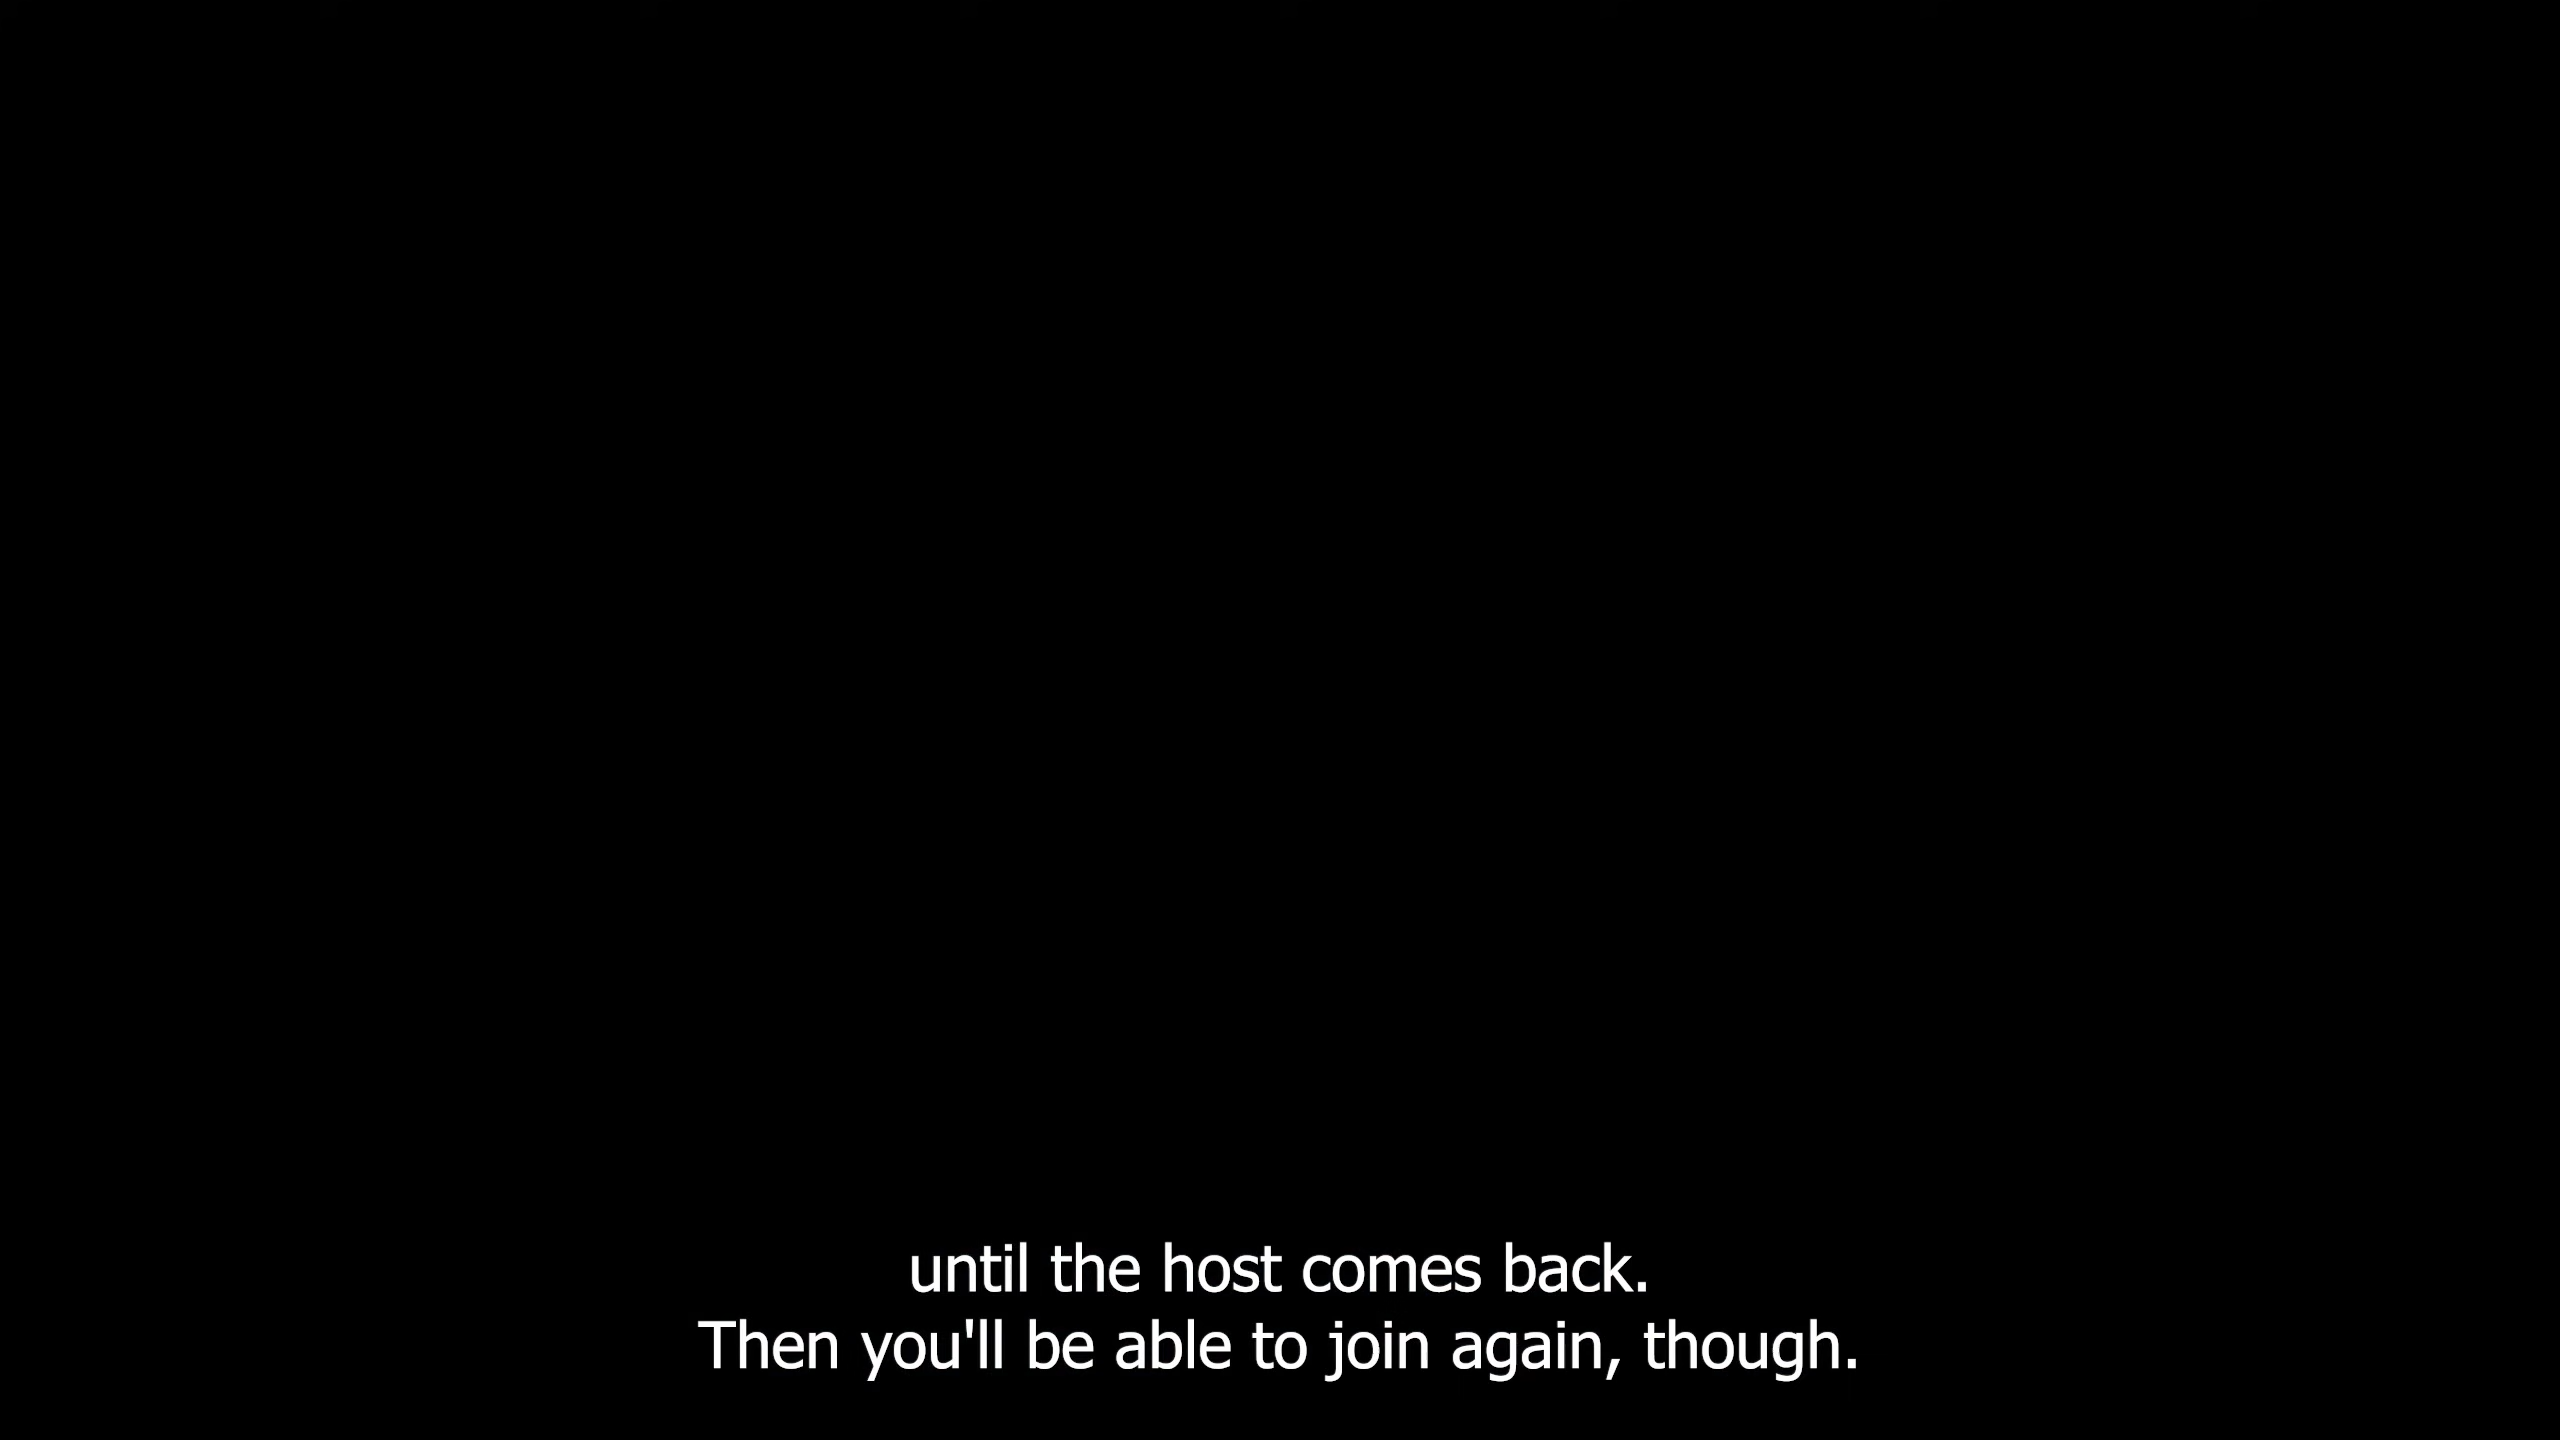 until the host comes back.
Then you'll be able to join again, though.